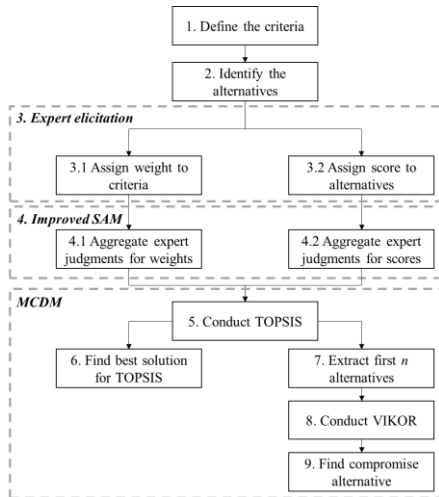 1. Define the criteria
2. Identify the
alternatives
3. Expert elicitation
3.1 Assign weight to
criteria
3.2 Assign score to
alternatives
4. Improved SAM
4.1 Aggregate expert
judgments for weights
4.2 Aggregate expert
judgments for scores
MCDM
5. Conduct TOPSIS
6. Find best solution
for TOPSIS
7. Extract first n
alternatives
8. Conduct VIKOR
9. Find compromise
alternative